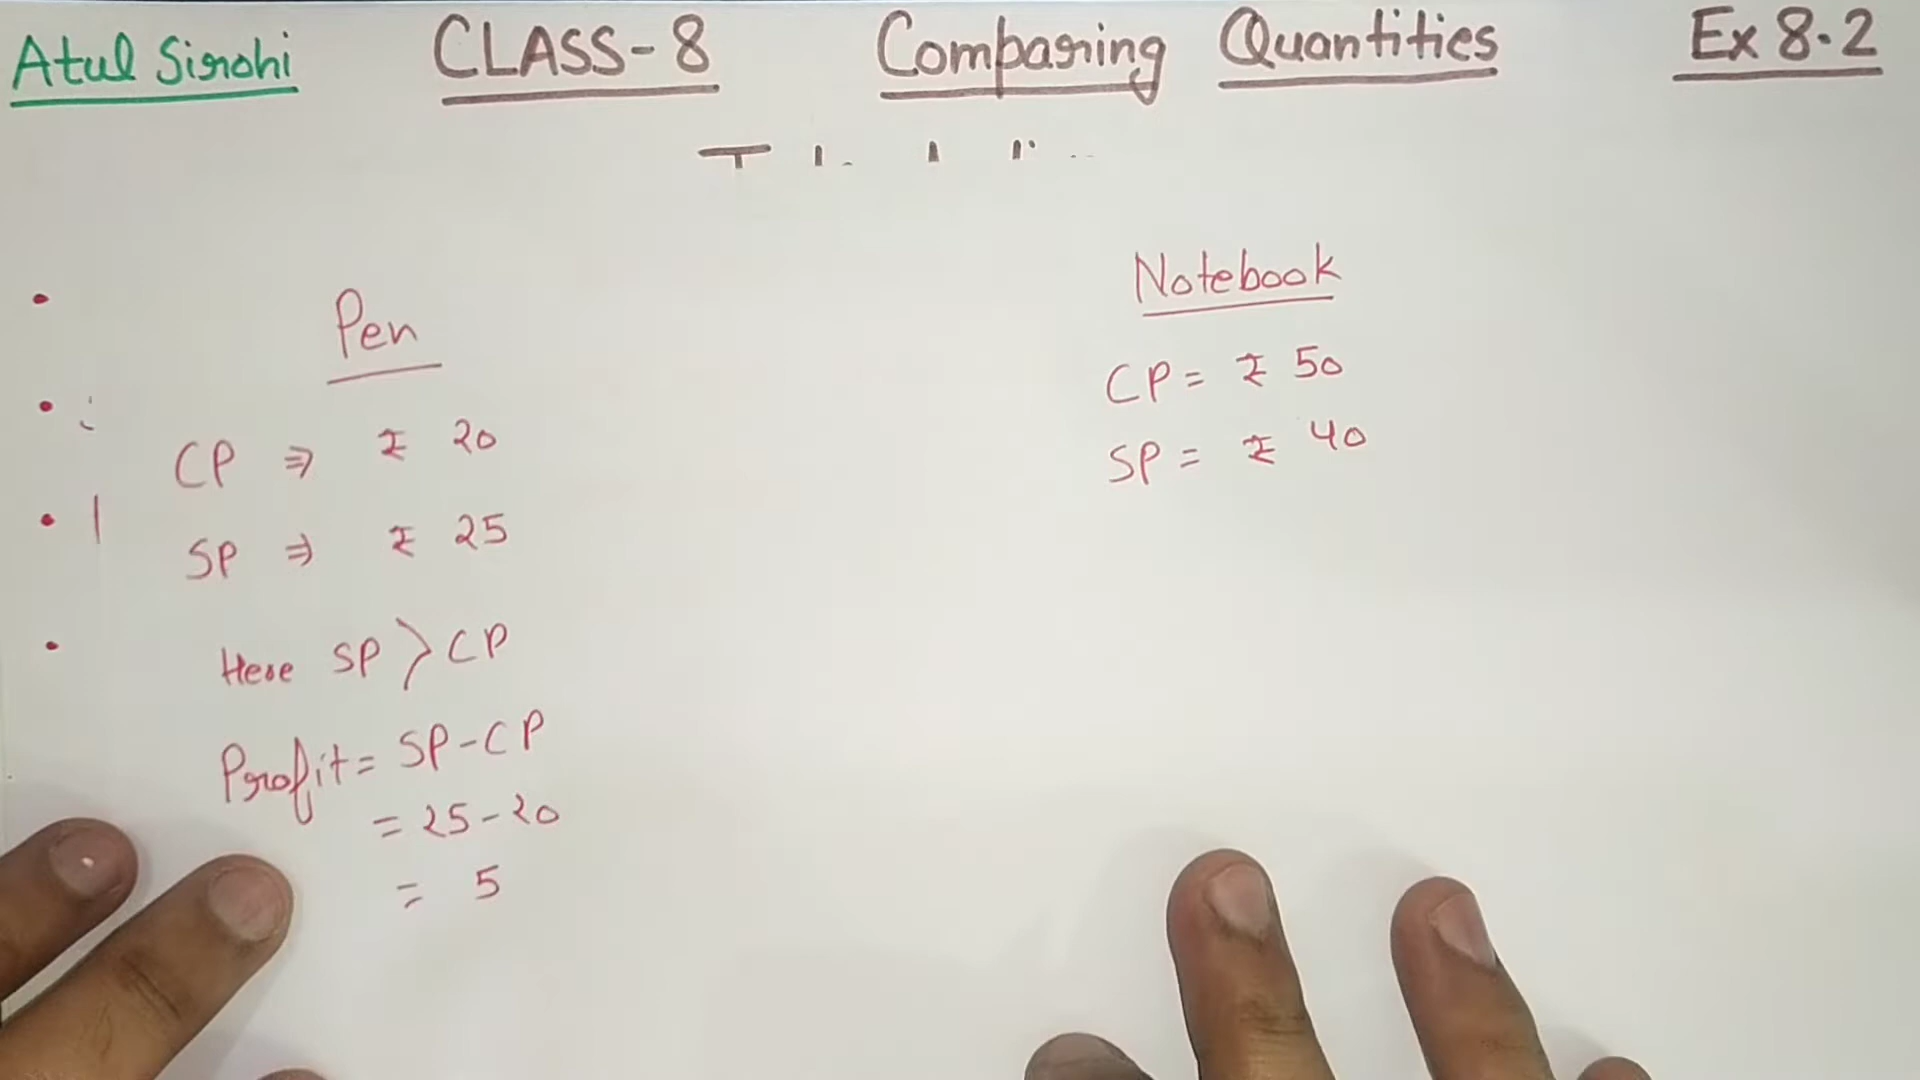 Atul Sirohi CLASS-8 Comparing Quantities Ex 8.2
Pen
CP ⇒ ₹ 20
SP ⇒ ₹ 25
Here SP > CP
Profit = SP - CP
= 25 - 20
= 5
Notebook
CP = ₹ 50
SP = ₹ 40